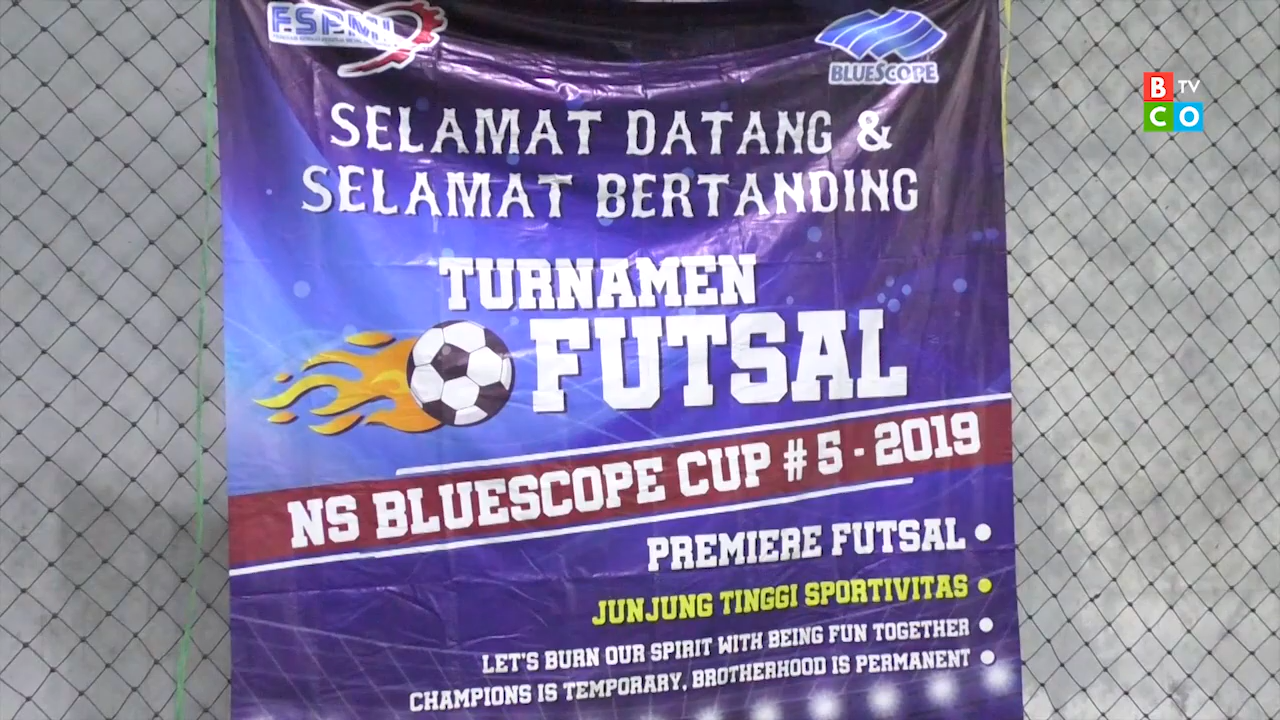 FSPMI
BLUESCOPE
B TV
CO
SELAMAT DATANG &
SELAMAT BERTANDING
TURNAMEN
FUTSAL
NS BLUESCOPE CUP # 5 - 2019
PREMIERE FUTSAL •
JUNJUNG TINGGI SPORTIVITAS •
LET'S BURN OUR SPIRIT WITH BEING FUN TOGETHER •
CHAMPIONS IS TEMPORARY, BROTHERHOOD IS PERMANENT •